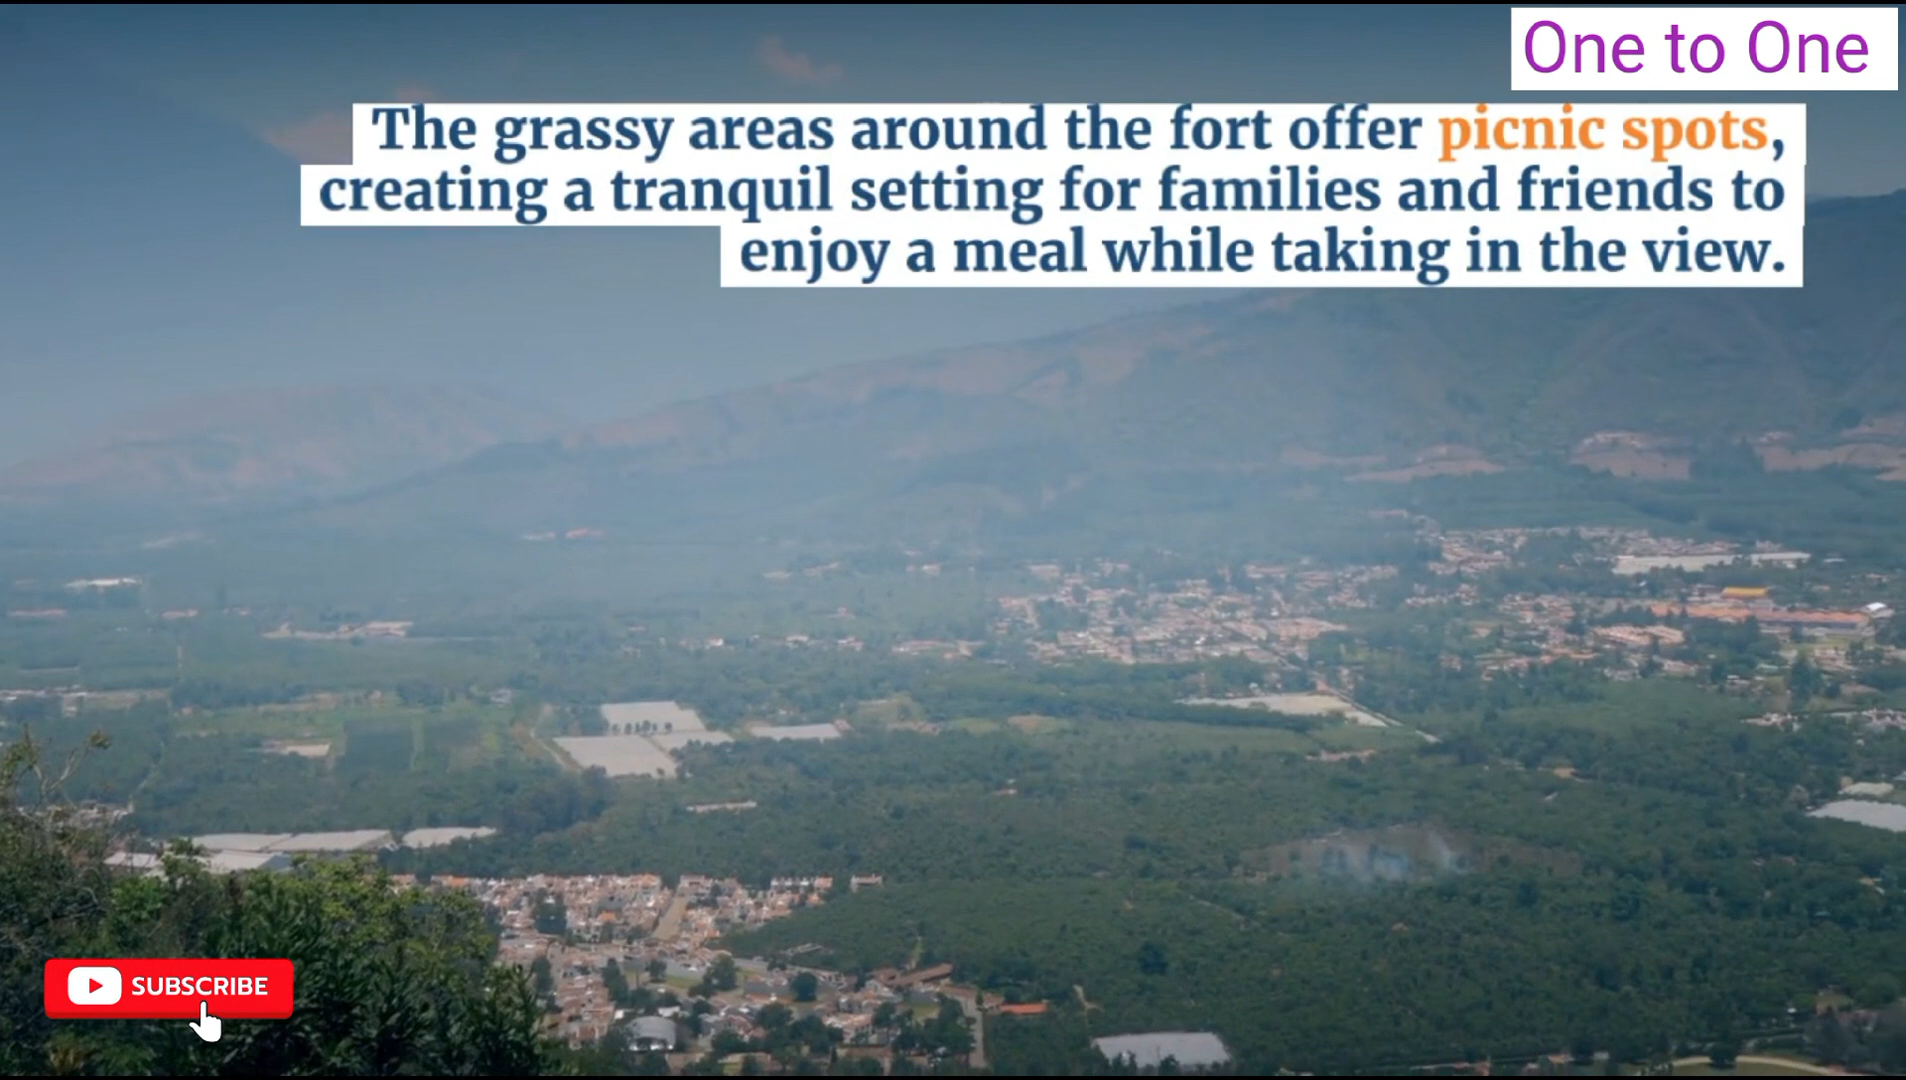 One to One
The grassy areas around the fort offer picnic spots,
creating a tranquil setting for families and friends to
enjoy a meal while taking in the view.
SUBSCRIBE